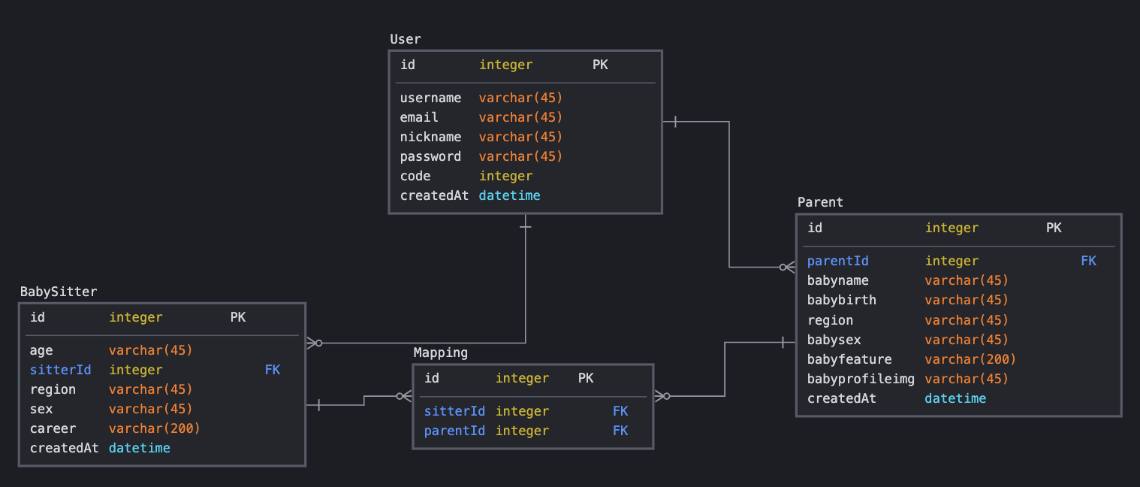 User
id integer PK
username varchar(45)
email varchar(45)
nickname varchar(45)
password varchar(45)
code integer
createdAt datetime
Parent
id integer PK
parentId integer FK
babyname varchar(45)
babybirth varchar(45)
region varchar(45)
babysex varchar(45)
babyfeature varchar(200)
babyprofileimg varchar(45)
createdAt datetime
BabySitter
id integer PK
age varchar(45)
sitterId integer FK
region varchar(45)
sex varchar(45)
career varchar(200)
createdAt datetime
Mapping
id integer PK
sitterId integer FK
parentId integer FK